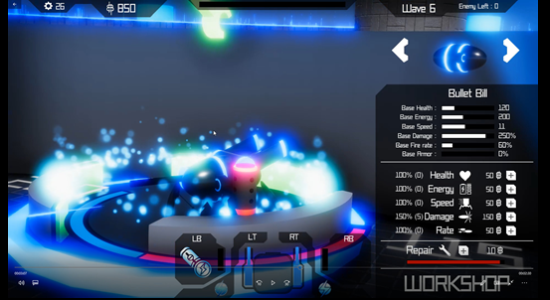 26 850 Wave 6 Enemy Left : 0
Bullet Bill
Base Health : 120
Base Energy : 200
Base Speed : 11
Base Damage : 250%
Base Fire rate : 60%
Base Armor : 0%
100% (0) Health 50
100% (0) Energy 50
100% (0) Speed 50
150% (5) Damage 150
100% (0) Rate 50
Repair 10
LB LT RT RB
WORKSHOP